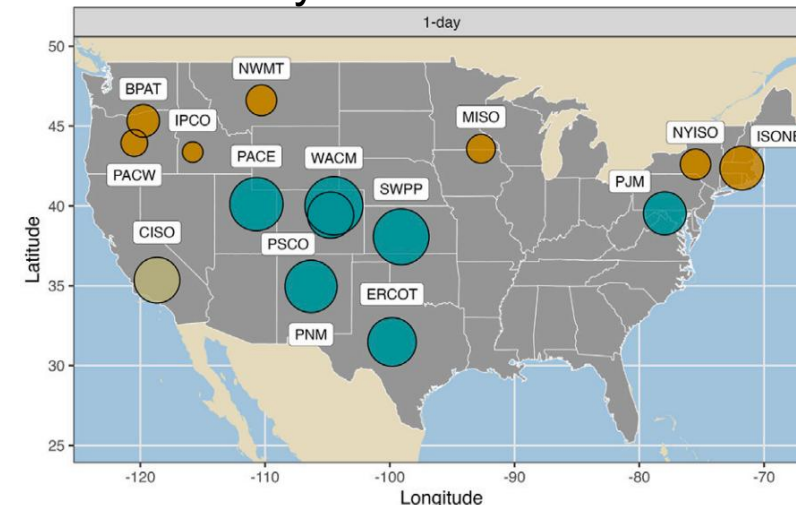 1-day
50
NWMT
BPAT
MISO
45
IPCO
NYISO
ISONE
PACE
WACM
PACW
PJM
SWPP
40
Latitude
CISO
PSCO
35
ERCOT
PNM
30
25
-120
-110
-100
-90
-80
-70
Longitude